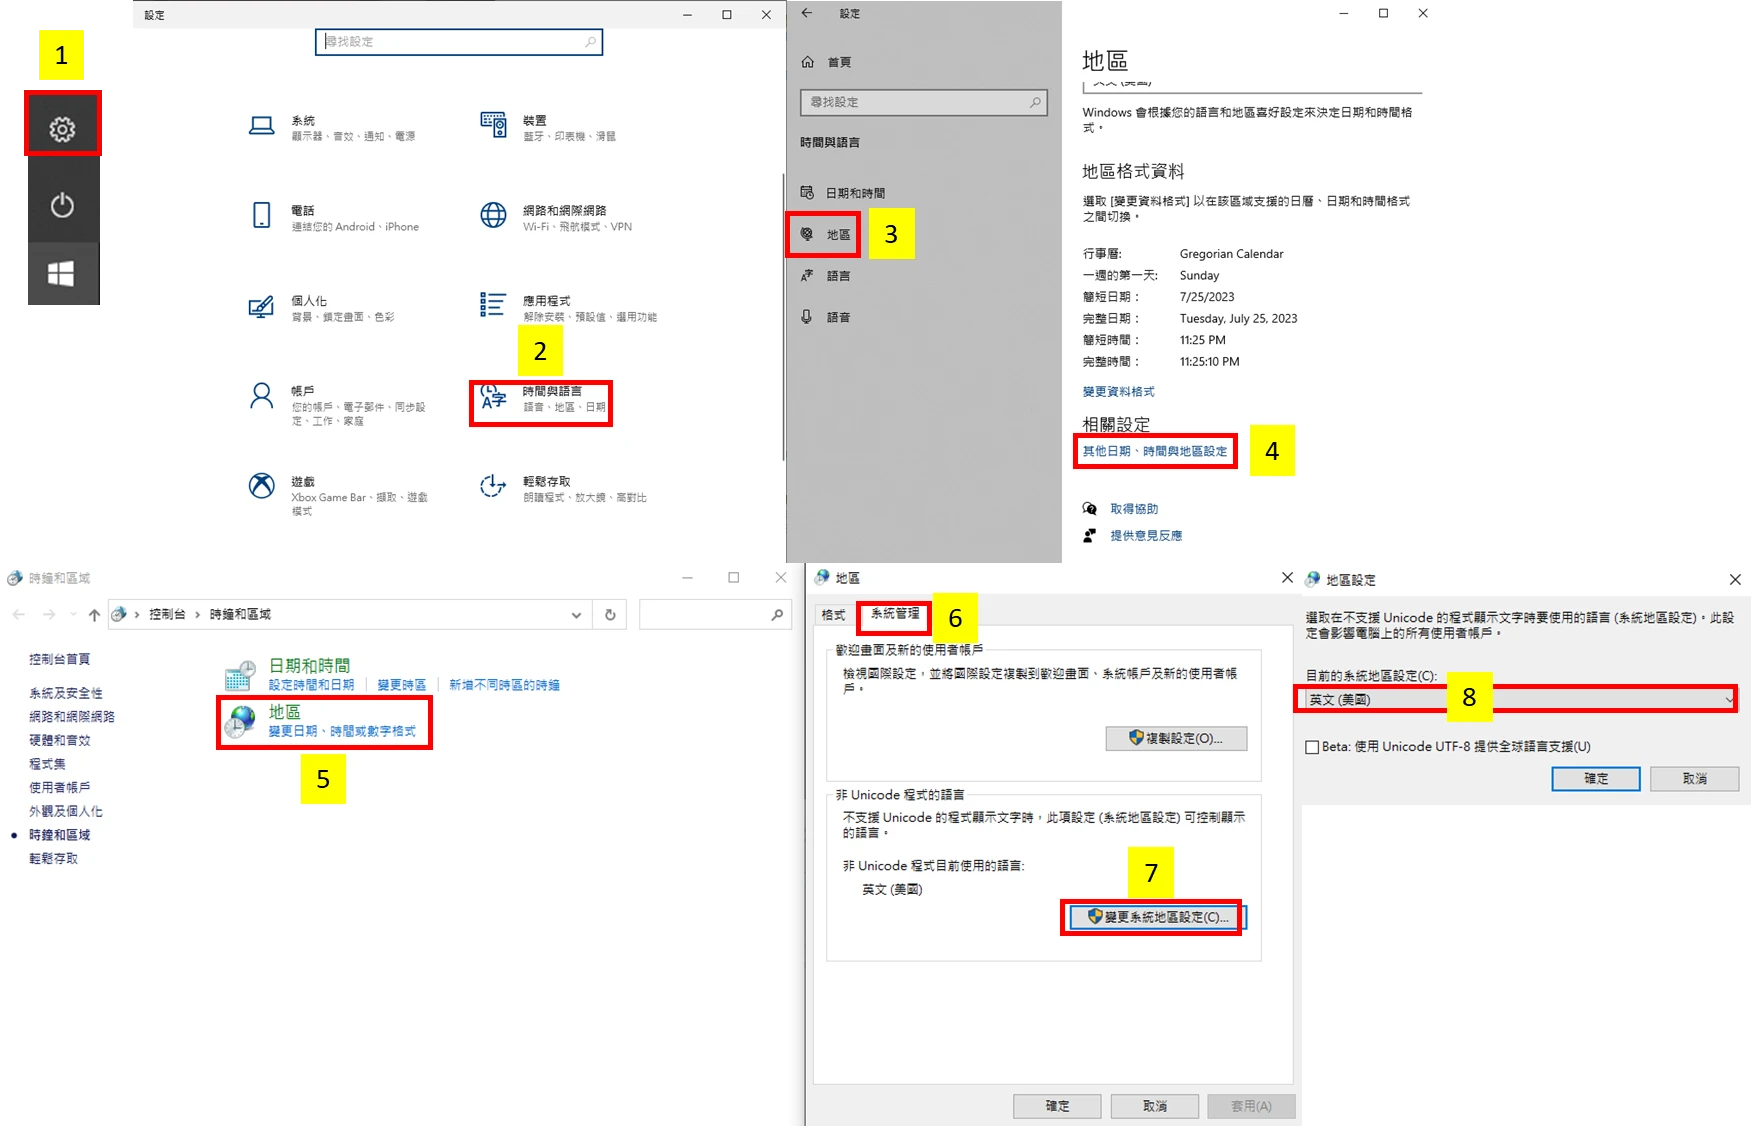 1
設定
尋找設定
系統
顯示器、音效、通知、電源
裝置
藍牙、印表機、滑鼠
電話
連結您的 Android、iPhone
網路和網際網路
Wi-Fi、飛航模式、VPN
個人化
背景、鎖定畫面、色彩
應用程式
解除安裝、預設值、選用功能
2
帳戶
您的帳戶、電子郵件、同步設
定、工作、家庭
時間與語言
語音、地區、日期
遊戲
Xbox Game Bar、擷取、遊戲
模式
輕鬆存取
朗讀程式、放大鏡、高對比
設定
首頁
尋找設定
時間與語言
日期和時間
地區
3
語言
語音
地區
英文 (美國)
Windows 會根據您的語言和地區喜好設定來決定日期和時間格
式。
地區格式資料
選取 [變更資料格式] 以在該區域支援的日曆、日期和時間格式
之間切換。
行事曆: Gregorian Calendar
一週的第一天: Sunday
簡短日期： 7/25/2023
完整日期： Tuesday, July 25, 2023
簡短時間： 11:25 PM
完整時間： 11:25:10 PM
變更資料格式
相關設定
其他日期、時間與地區設定
4
取得協助
提供意見反應
時鐘和區域
控制台 › 時鐘和區域
控制台首頁
系統及安全性
網路和網際網路
硬體和音效
程式集
使用者帳戶
外觀及個人化
時鐘和區域
輕鬆存取
日期和時間
設定時間和日期 變更時區 新增不同時區的時鐘
地區
變更日期、時間或數字格式
5
地區
格式 系統管理
6
歡迎畫面及新的使用者帳戶
檢視國際設定，並將國際設定複製到歡迎畫面、系統帳戶及新的使用者帳
戶。
複製設定(O)...
非 Unicode 程式的語言
不支援 Unicode 的程式顯示文字時，此項設定 (系統地區設定) 可控制顯示
的語言。
非 Unicode 程式目前使用的語言:
英文 (美國)
7
變更系統地區設定(C)...
確定 取消 套用(A)
地區設定
選取在不支援 Unicode 的程式顯示文字時要使用的語言 (系統地區設定)。此設
定會影響電腦上的所有使用者帳戶。
目前的系統地區設定(C):
英文 (美國)
8
Beta: 使用 Unicode UTF-8 提供全球語言支援(U)
確定 取消